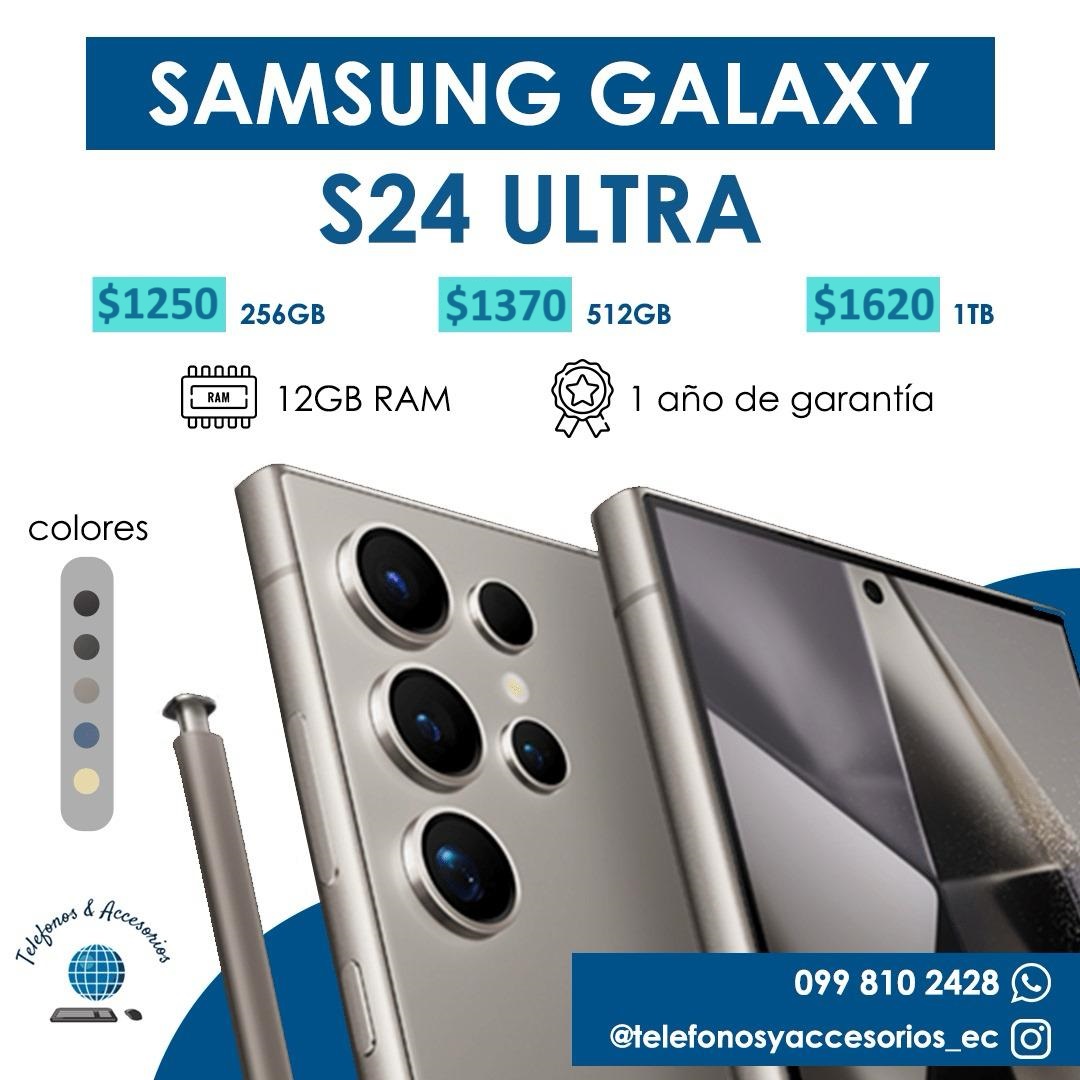 SAMSUNG GALAXY
S24 ULTRA
$1250 256GB
$1370 512GB
$1620 1TB
RAM
12GB RAM
1 año de garantía
colores
Telefonos & Accesorios
099 810 2428
@telefonosyaccesorios_ec